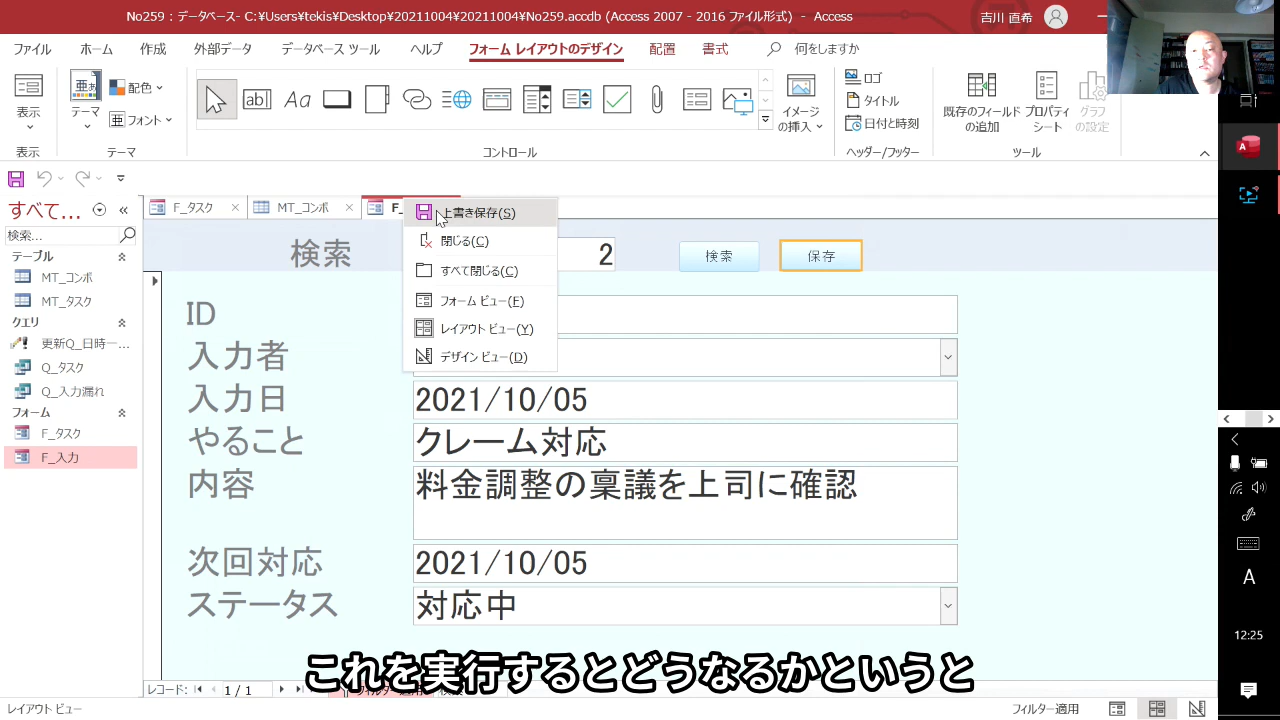 No259 : データベース- C:¥Users¥tekis¥Desktop¥20211004¥20211004¥No259.accdb (Access 2007 - 2016 ファイル形式) - Access
吉川 直希
ファイル ホーム 作成 外部データ データベース ツール ヘルプ フォーム レイアウトのデザイン 配置 書式 何をしますか
表示
亜ぁ
テーマ
配色
亜 フォント
ab
Aa
イメージ
の挿入
ロゴ
タイトル
日付と時刻
既存のフィールド
の追加
プロパティ
シート
グラフ
の設定
表示 テーマ コントロール ヘッダー/フッター ツール
すべて...
検索...
テーブル
MT_コンボ
MT_タスク
クエリ
更新Q_日時一...
Q_タスク
Q_入力漏れ
フォーム
F_タスク
F_入力
F_タスク MT_コンボ F_
上書き保存(S)
閉じる(C)
すべて閉じる(C)
フォーム ビュー(F)
レイアウト ビュー(Y)
デザイン ビュー(D)
検索 2 検索 保存
ID
入力者
入力日 2021/10/05
やること クレーム対応
内容 料金調整の稟議を上司に確認
次回対応 2021/10/05
ステータス 対応中
これを実行するとどうなるかというと
レコード: 1 / 1
レイアウト ビュー
フィルター適用
A
A
12:25